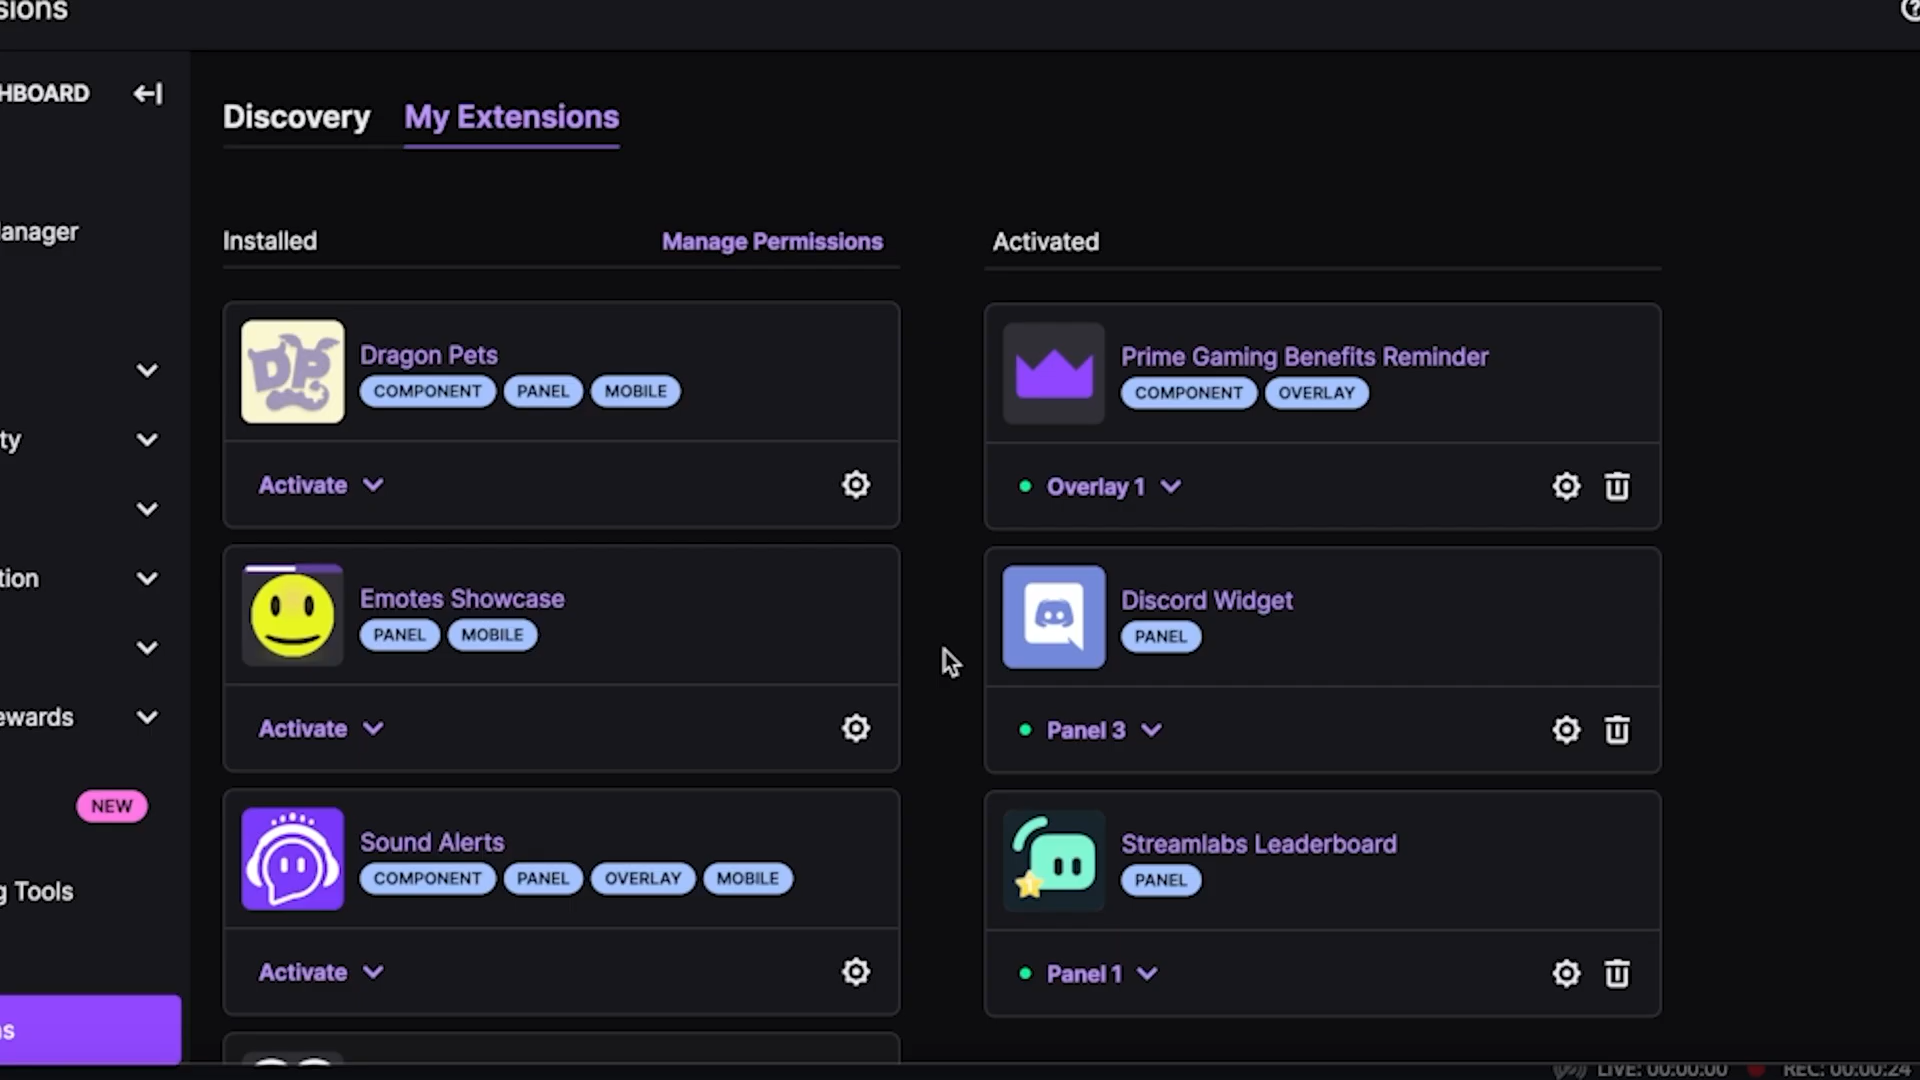 sions
HBOARD
Discovery
My Extensions
anager
Installed
Manage Permissions
Activated
DP
Dragon Pets
COMPONENT
PANEL
MOBILE
Activate
Prime Gaming Benefits Reminder
COMPONENT
OVERLAY
Overlay 1
ty
tion
ewards
NEW
g Tools
s
Emotes Showcase
PANEL
MOBILE
Activate
Discord Widget
PANEL
Panel 3
Sound Alerts
COMPONENT
PANEL
OVERLAY
MOBILE
Activate
Streamlabs Leaderboard
1
PANEL
Panel 1
LIVE: 00:00:00
REC: 00:00:24